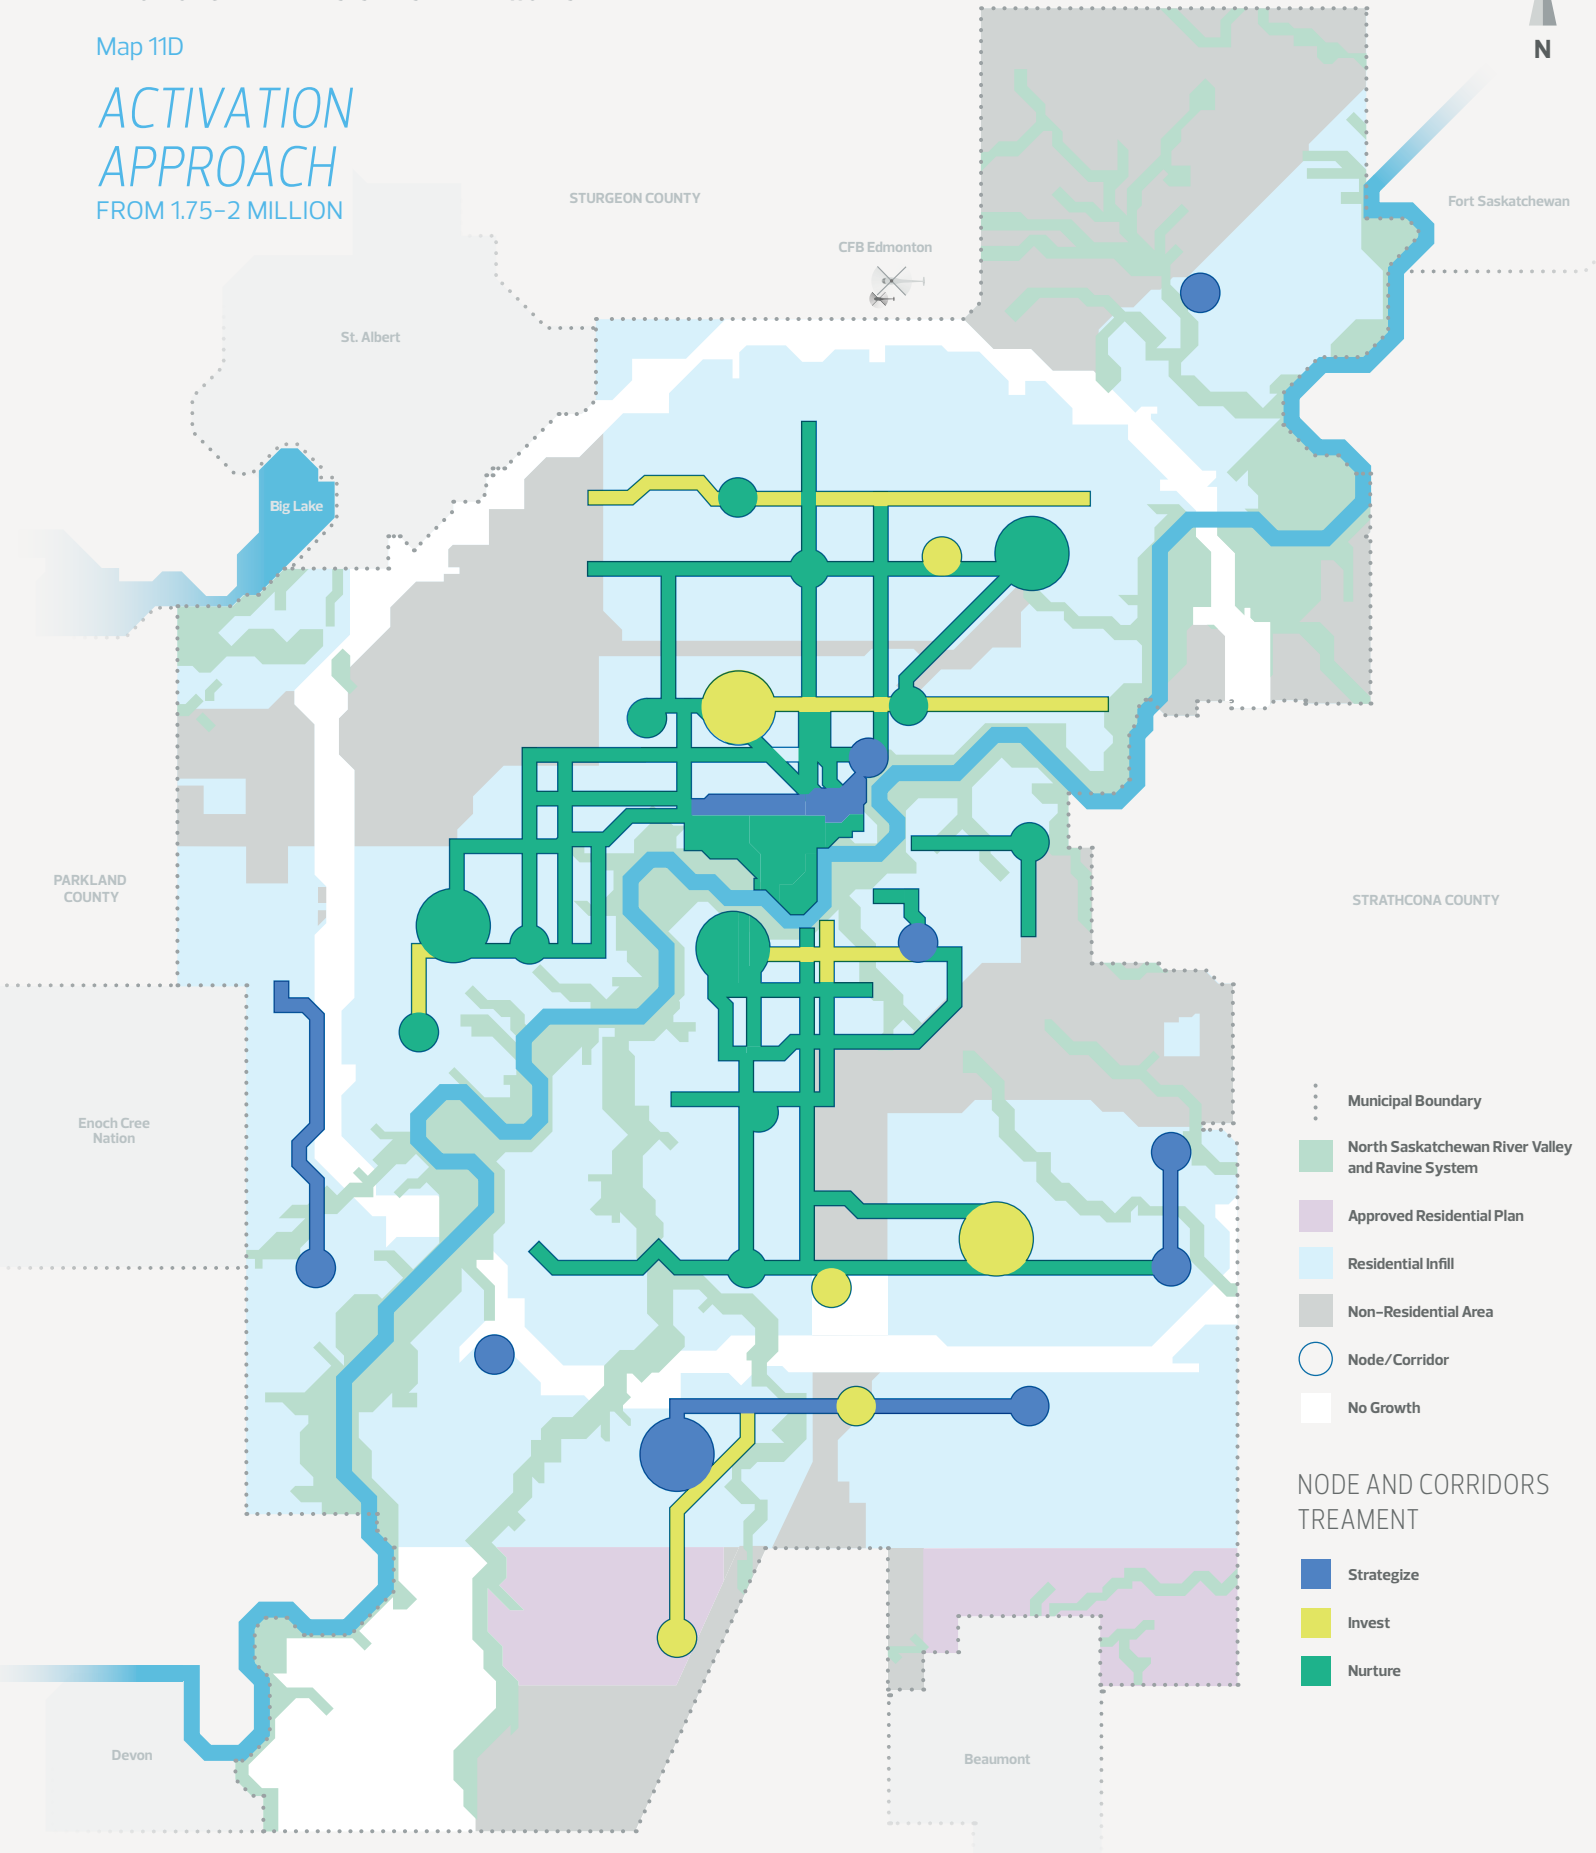 Map 11D
ACTIVATION
APPROACH
FROM 1.75–2 MILLION
N
STURGEON COUNTY
Fort Saskatchewan
CFB Edmonton
St. Albert
Big Lake
PARKLAND
COUNTY
STRATHCONA COUNTY
Enoch Cree
Nation
Municipal Boundary
North Saskatchewan River Valley
and Ravine System
Approved Residential Plan
Residential Infill
Non-Residential Area
Node/Corridor
No Growth
NODE AND CORRIDORS
TREAMENT
Strategize
Invest
Nurture
Devon
Beaumont